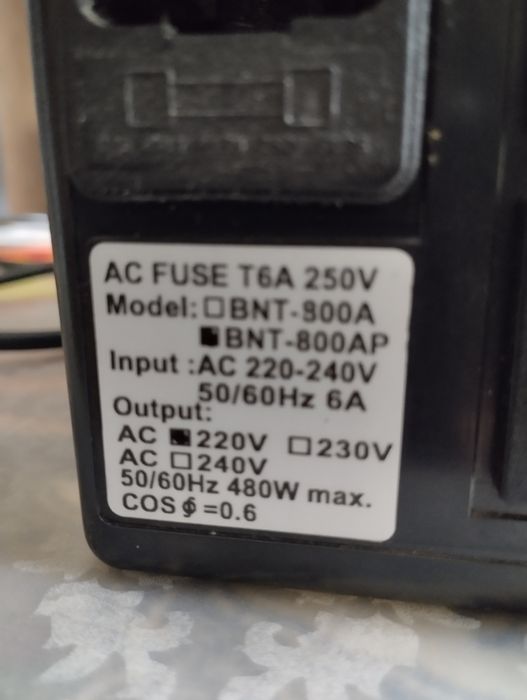 AC FUSE T6A 250V
Model: ☐BNT-800A
■BNT-800AP
Input :AC 220-240V
50/60Hz 6A
Output:
AC ■220V ☐230V
AC ☐240V
50/60Hz 480W max.
COS ϕ =0.6